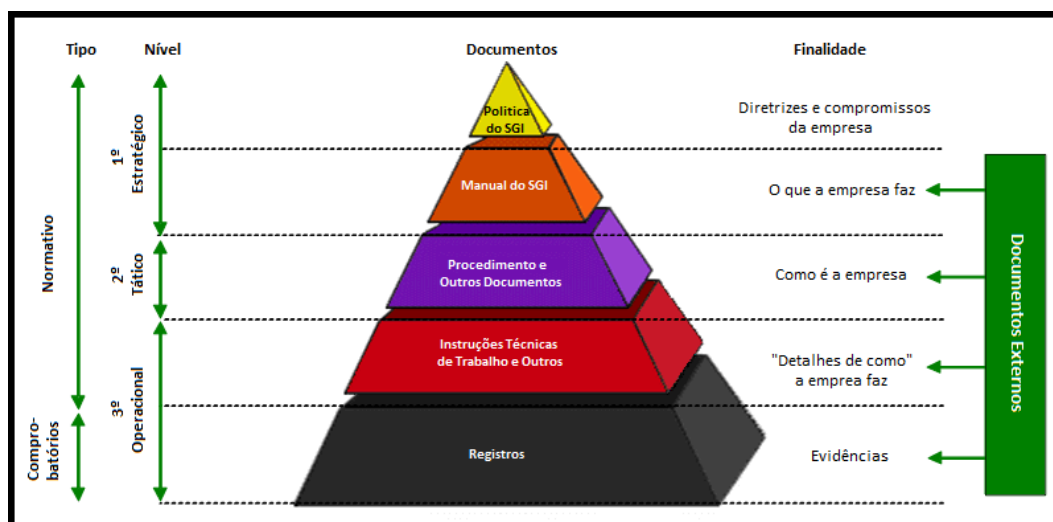 Tipo
Nível
Documentos
Finalidade
Normativo
Compro-
batórios
1º
Estratégico
2º
Tático
3º
Operacional
Política
do SGI
Manual do SGI
Procedimento e
Outros Documentos
Instruções Técnicas
de Trabalho e Outros
Registros
Diretrizes e compromissos
da empresa
O que a empresa faz
Como é a empresa
"Detalhes de como"
a emprea faz
Evidências
Documentos Externos